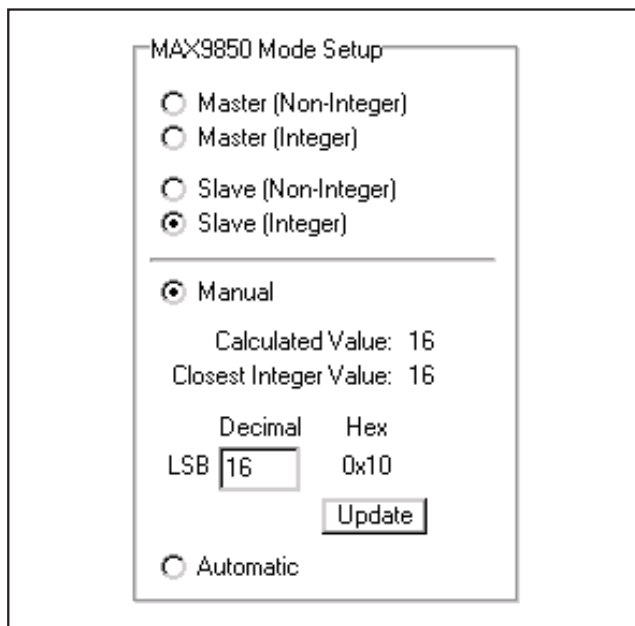 MAX9850 Mode Setup
Master (Non-Integer)
Master (Integer)
Slave (Non-Integer)
Slave (Integer)
Manual
Calculated Value: 16
Closest Integer Value: 16
Decimal Hex
LSB 16 0x10
Update
Automatic